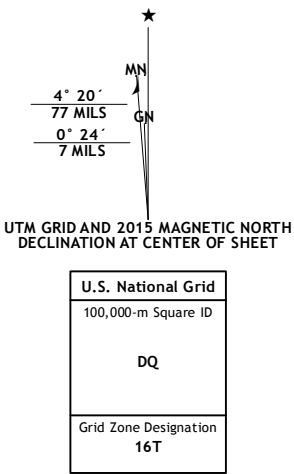 MN
4° 20´
77 MILS
GN
0° 24´
7 MILS
UTM GRID AND 2015 MAGNETIC NORTH
DECLINATION AT CENTER OF SHEET
U.S. National Grid
100,000-m Square ID
DQ
Grid Zone Designation
16T